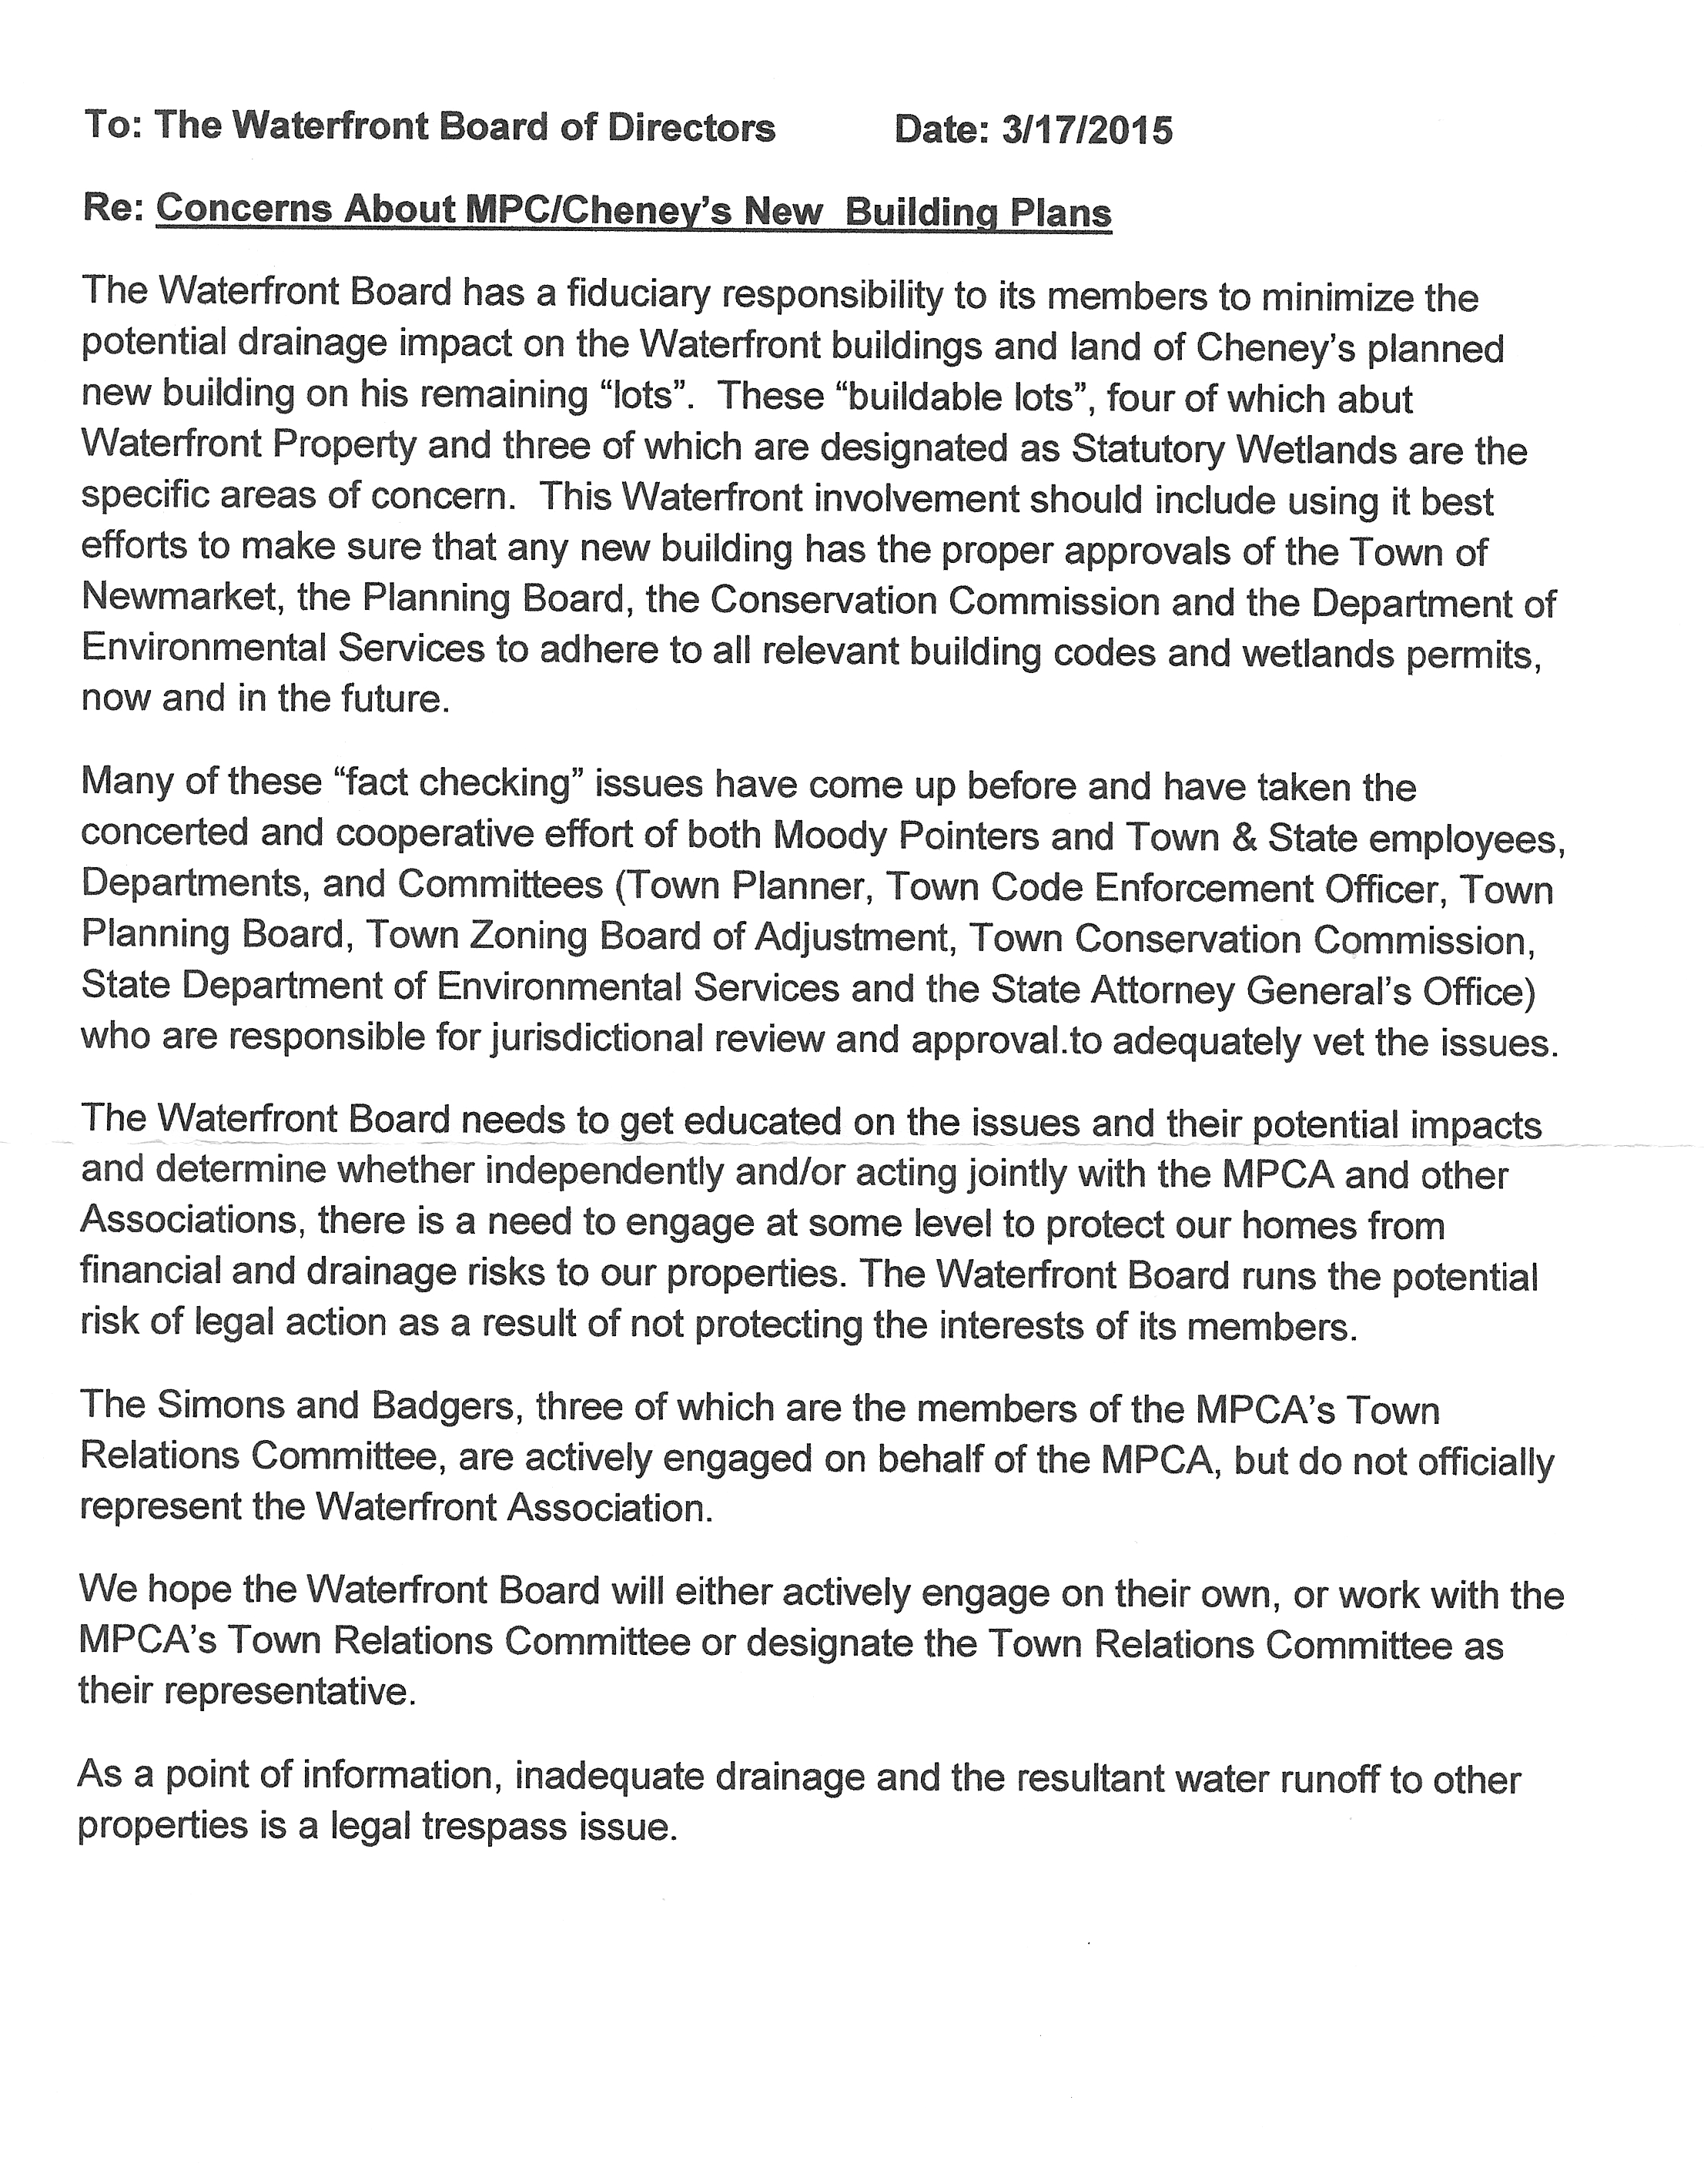 To: The Waterfront Board of Directors Date: 3/17/2015
Re: Concerns About MPC/Cheney's New  Building Plans
The Waterfront Board has a fiduciary responsibility to its members to minimize the
potential drainage impact on the Waterfront buildings and land of Cheney's planned
new building on his remaining “lots”.  These “buildable lots”, four of which abut
Waterfront Property and three of which are designated as Statutory Wetlands are the
specific areas of concern.  This Waterfront involvement should include using it best
efforts to make sure that any new building has the proper approvals of the Town of
Newmarket, the Planning Board, the Conservation Commission and the Department of
Environmental Services to adhere to all relevant building codes and wetlands permits,
now and in the future.
Many of these “fact checking” issues have come up before and have taken the
concerted and cooperative effort of both Moody Pointers and Town & State employees,
Departments, and Committees (Town Planner, Town Code Enforcement Officer, Town
Planning Board, Town Zoning Board of Adjustment, Town Conservation Commission,
State Department of Environmental Services and the State Attorney General's Office)
who are responsible for jurisdictional review and approval.to adequately vet the issues.
The Waterfront Board needs to get educated on the issues and their potential impacts
and determine whether independently and/or acting jointly with the MPCA and other
Associations, there is a need to engage at some level to protect our homes from
financial and drainage risks to our properties. The Waterfront Board runs the potential
risk of legal action as a result of not protecting the interests of its members.
The Simons and Badgers, three of which are the members of the MPCA's Town
Relations Committee, are actively engaged on behalf of the MPCA, but do not officially
represent the Waterfront Association.
We hope the Waterfront Board will either actively engage on their own, or work with the
MPCA's Town Relations Committee or designate the Town Relations Committee as
their representative.
As a point of information, inadequate drainage and the resultant water runoff to other
properties is a legal trespass issue.